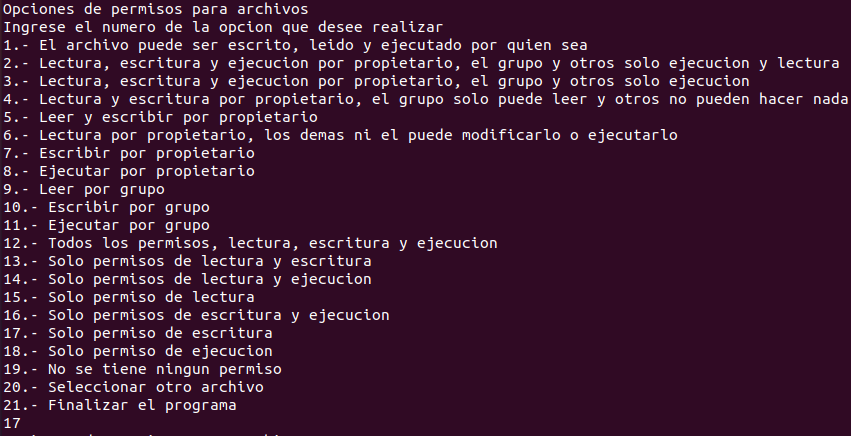 Opciones de permisos para archivos
Ingrese el numero de la opcion que desee realizar
1.- El archivo puede ser escrito, leido y ejecutado por quien sea
2.- Lectura, escritura y ejecucion por propietario, el grupo y otros solo ejecucion y lectura
3.- Lectura, escritura y ejecucion por propietario, el grupo y otros solo ejecucion
4.- Lectura y escritura por propietario, el grupo solo puede leer y otros no pueden hacer nada
5.- Leer y escribir por propietario
6.- Lectura por propietario, los demas ni el puede modificarlo o ejecutarlo
7.- Escribir por propietario
8.- Ejecutar por propietario
9.- Leer por grupo
10.- Escribir por grupo
11.- Ejecutar por grupo
12.- Todos los permisos, lectura, escritura y ejecucion
13.- Solo permisos de lectura y escritura
14.- Solo permisos de lectura y ejecucion
15.- Solo permiso de lectura
16.- Solo permisos de escritura y ejecucion
17.- Solo permiso de escritura
18.- Solo permiso de ejecucion
19.- No se tiene ningun permiso
20.- Seleccionar otro archivo
21.- Finalizar el programa
17